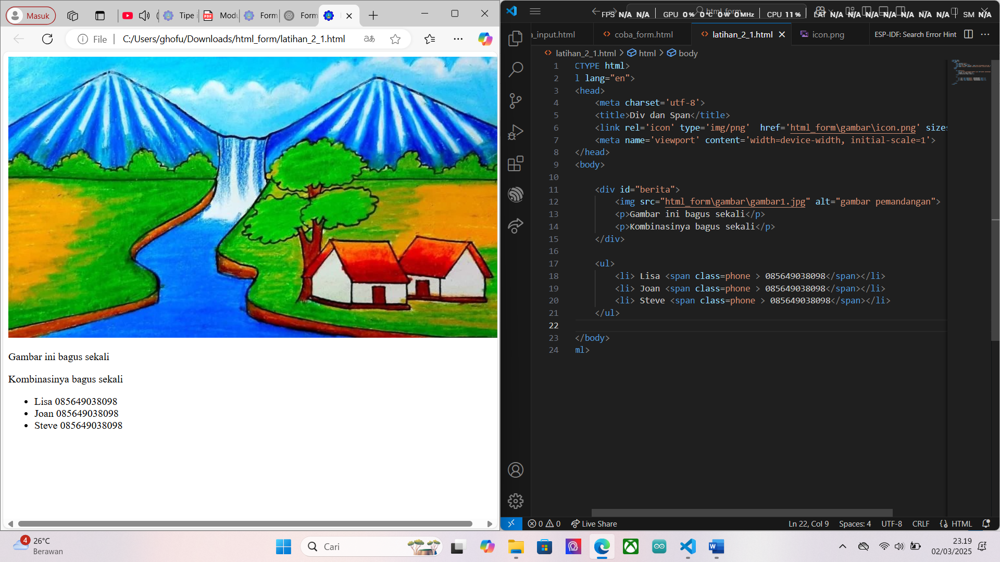 Masuk
Tipe i
Modu
Form
Form
File
C:/Users/ghofu/Downloads/html_form/latihan_2_1.html
Gambar ini bagus sekali
Kombinasinya bagus sekali
• Lisa 085649038098
• Joan 085649038098
• Steve 085649038098
html_form
FPS N/A N/A GPU 0 % 0 °C 0 W 0 MHz CPU 11 % LAT N/A N/A N/A N/A N/A N/A N/A SM N/A
a_input.html
coba_form.html
latihan_2_1.html
icon.png
ESP-IDF: Search Error Hint
latihan_2_1.html > html > body
1 CTYPE html>
2 l lang="en">
3 <head>
4 <meta charset='utf-8'>
5 <title>Div dan Span</title>
6 <link rel='icon' type='img/png'  href='html_form\gambar\icon.png' sizes
7 <meta name='viewport' content='width=device-width, initial-scale=1'>
8 </head>
9 <body>
10
11 <div id="berita">
12 <img src="html_form\gambar\gambar1.jpg" alt="gambar pemandangan">
13 <p>Gambar ini bagus sekali</p>
14 <p>Kombinasinya bagus sekali</p>
15 </div>
16
17 <ul>
18 <li> Lisa <span class=phone > 085649038098</span></li>
19 <li> Joan <span class=phone > 085649038098</span></li>
20 <li> Steve <span class=phone > 085649038098</span></li>
21 </ul>
22
23 </body>
24 ml>
0 0 Live Share
Ln 22, Col 9 Spaces: 4 UTF-8 CRLF {} HTML
4
26°C
Berawan
Cari
23.19
02/03/2025